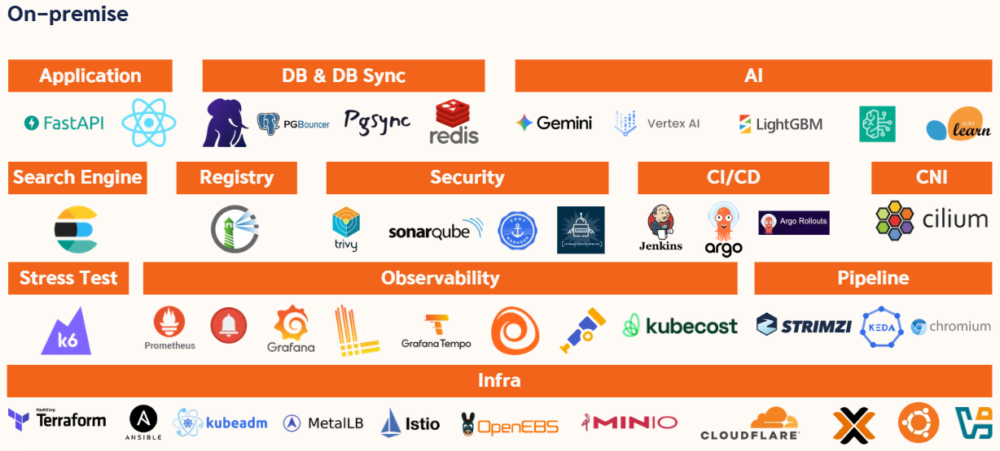 On-premise
Application
DB & DB Sync
AI
FastAPI
PGBouncer
Pgsync
redis
Gemini
Vertex AI
LightGBM
scikit
learn
Search Engine
Registry
Security
CI/CD
CNI
trivy
sonarqube
Jenkins
argo
Argo Rollouts
cilium
Stress Test
Observability
Pipeline
k6
Prometheus
Grafana
Grafana Tempo
kubecost
STRIMZI
KEDA
chromium
Infra
HashiCorp
Terraform
ANSIBLE
kubeadm
MetalLB
Istio
OpenEBS
MINIO
CLOUDFLARE